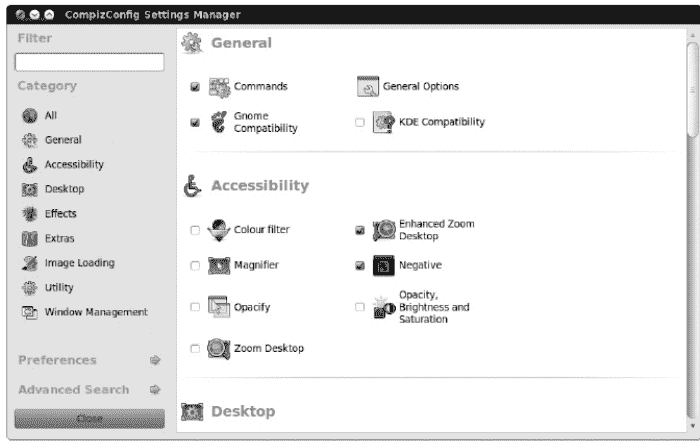 CompizConfig Settings Manager
Filter
Category
All
General
Accessibility
Desktop
Effects
Extras
Image Loading
Utility
Window Management
Preferences
Advanced Search
Close
General
Commands
General Options
Gnome
Compatibility
KDE Compatibility
Accessibility
Colour filter
Enhanced Zoom
Desktop
Magnifier
Negative
Opacify
Opacity,
Brightness and
Saturation
Zoom Desktop
Desktop